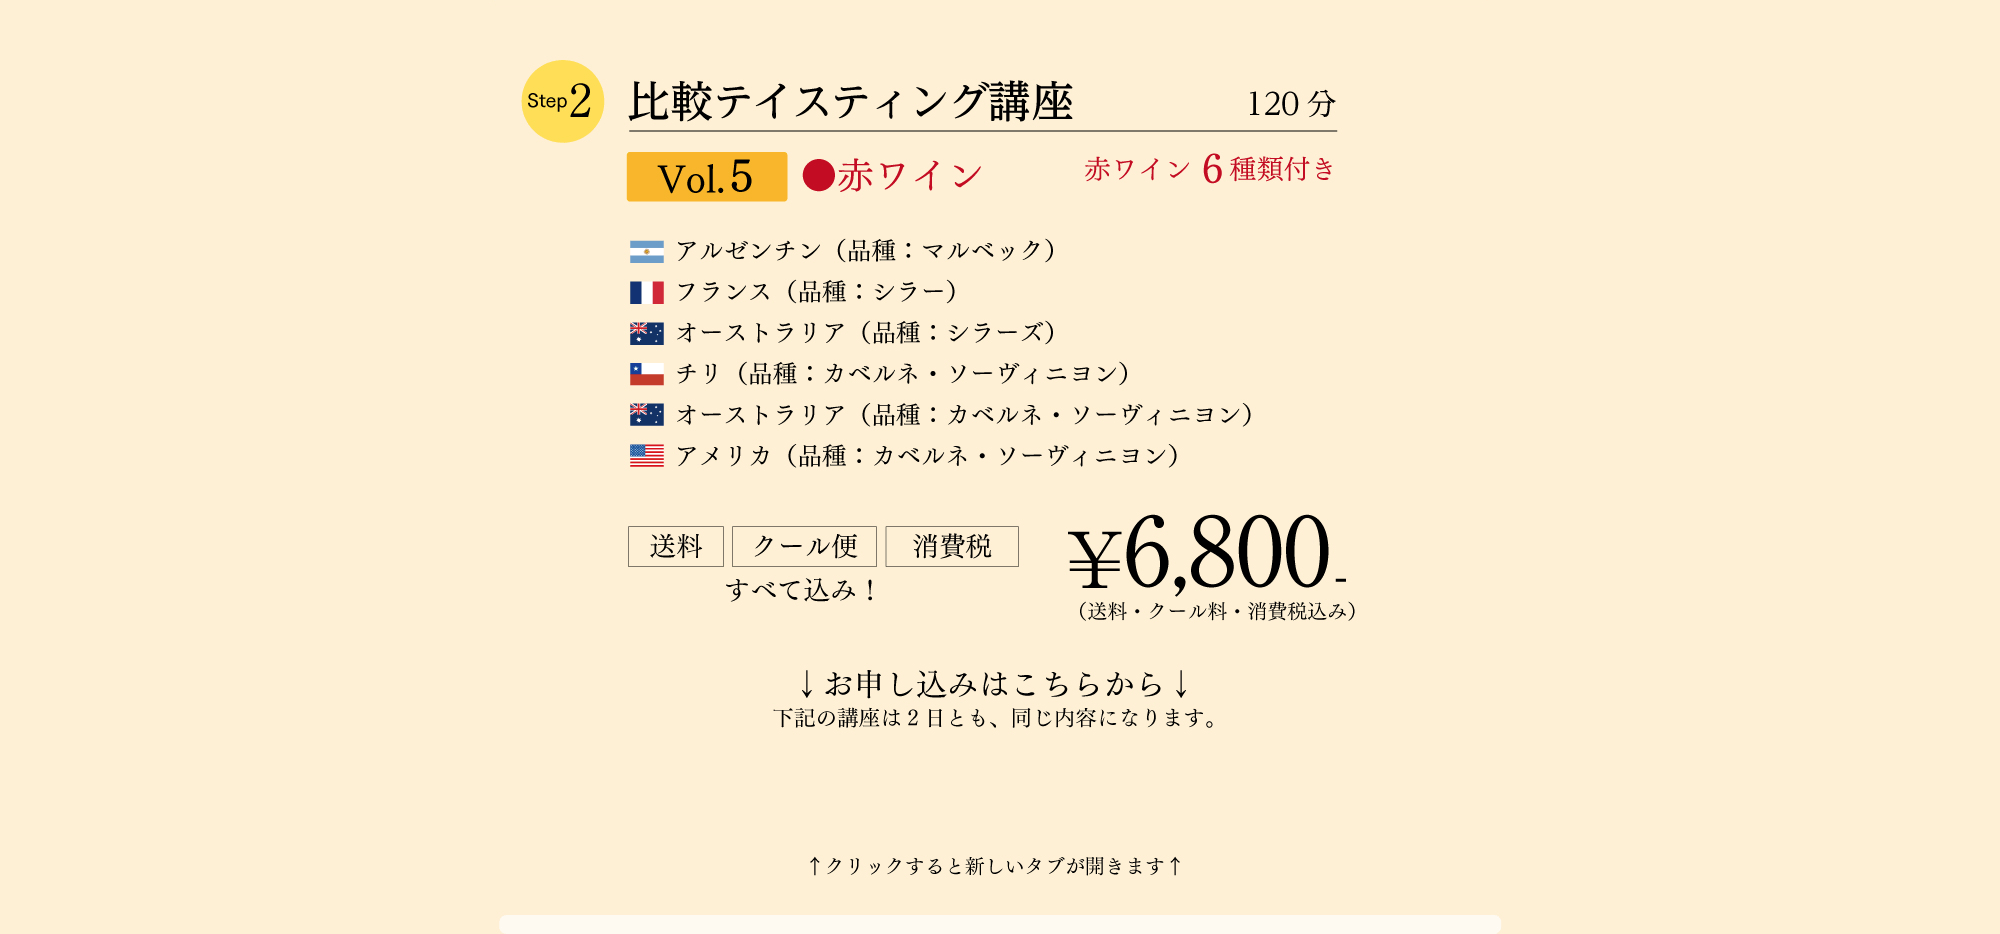 Step2 比較テイスティング講座 120 分
Vol.5 ●赤ワイン 赤ワイン 6 種類付き
アルゼンチン（品種：マルベック）
フランス（品種：シラー）
オーストラリア（品種：シラーズ）
チリ（品種：カベルネ・ソーヴィニヨン）
オーストラリア（品種：カベルネ・ソーヴィニヨン）
アメリカ（品種：カベルネ・ソーヴィニヨン）
送料 クール便 消費税
すべて込み！
¥6,800-
（送料・クール料・消費税込み）
↓お申し込みはこちらから↓
下記の講座は２日とも、同じ内容になります。
↑クリックすると新しいタブが開きます↑